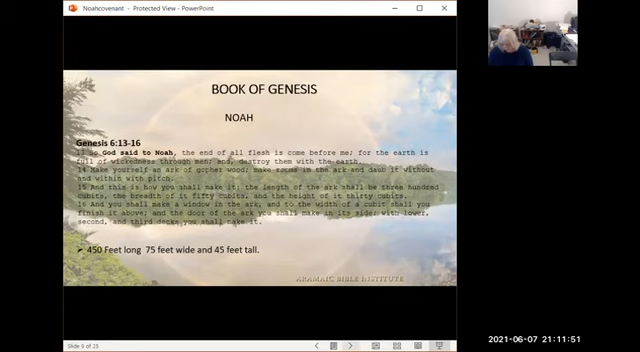 Noahcovenant - Protected View - PowerPoint
BOOK OF GENESIS
NOAH
Genesis 6:13-16
13 So God said to Noah, the end of all flesh is come before me; for the earth is
full of wickedness through men; and, destroy them with the earth.
14 Make yourself an ark of gopher wood; make rooms in the ark and daub it without
and within with pitch.
15 And this is how you shall make it: the length of the ark shall be three hundred
cubits, the breadth of it fifty cubits, and the height of it thirty cubits.
16 And you shall make a window in the ark, and to the width of a cubit shall you
finish it above; and the door of the ark you shall make in its side; with lower,
second, and third decks you shall make it.
➢ 450 Feet long 75 feet wide and 45 feet tall.
ARAMAIC BIBLE INSTITUTE
Slide 9 of 23
2021-06-07 21:11:51